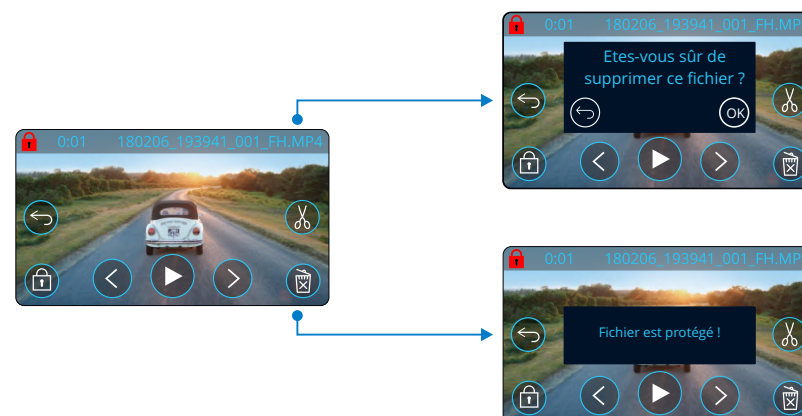 0:01 180206_193941_001_FH.MP4
Etes-vous sûr de
supprimer ce fichier ?
OK
0:01 180206_193941_001_FH.MP4
0:01 180206_193941_001_FH.MP
Fichier est protégé !